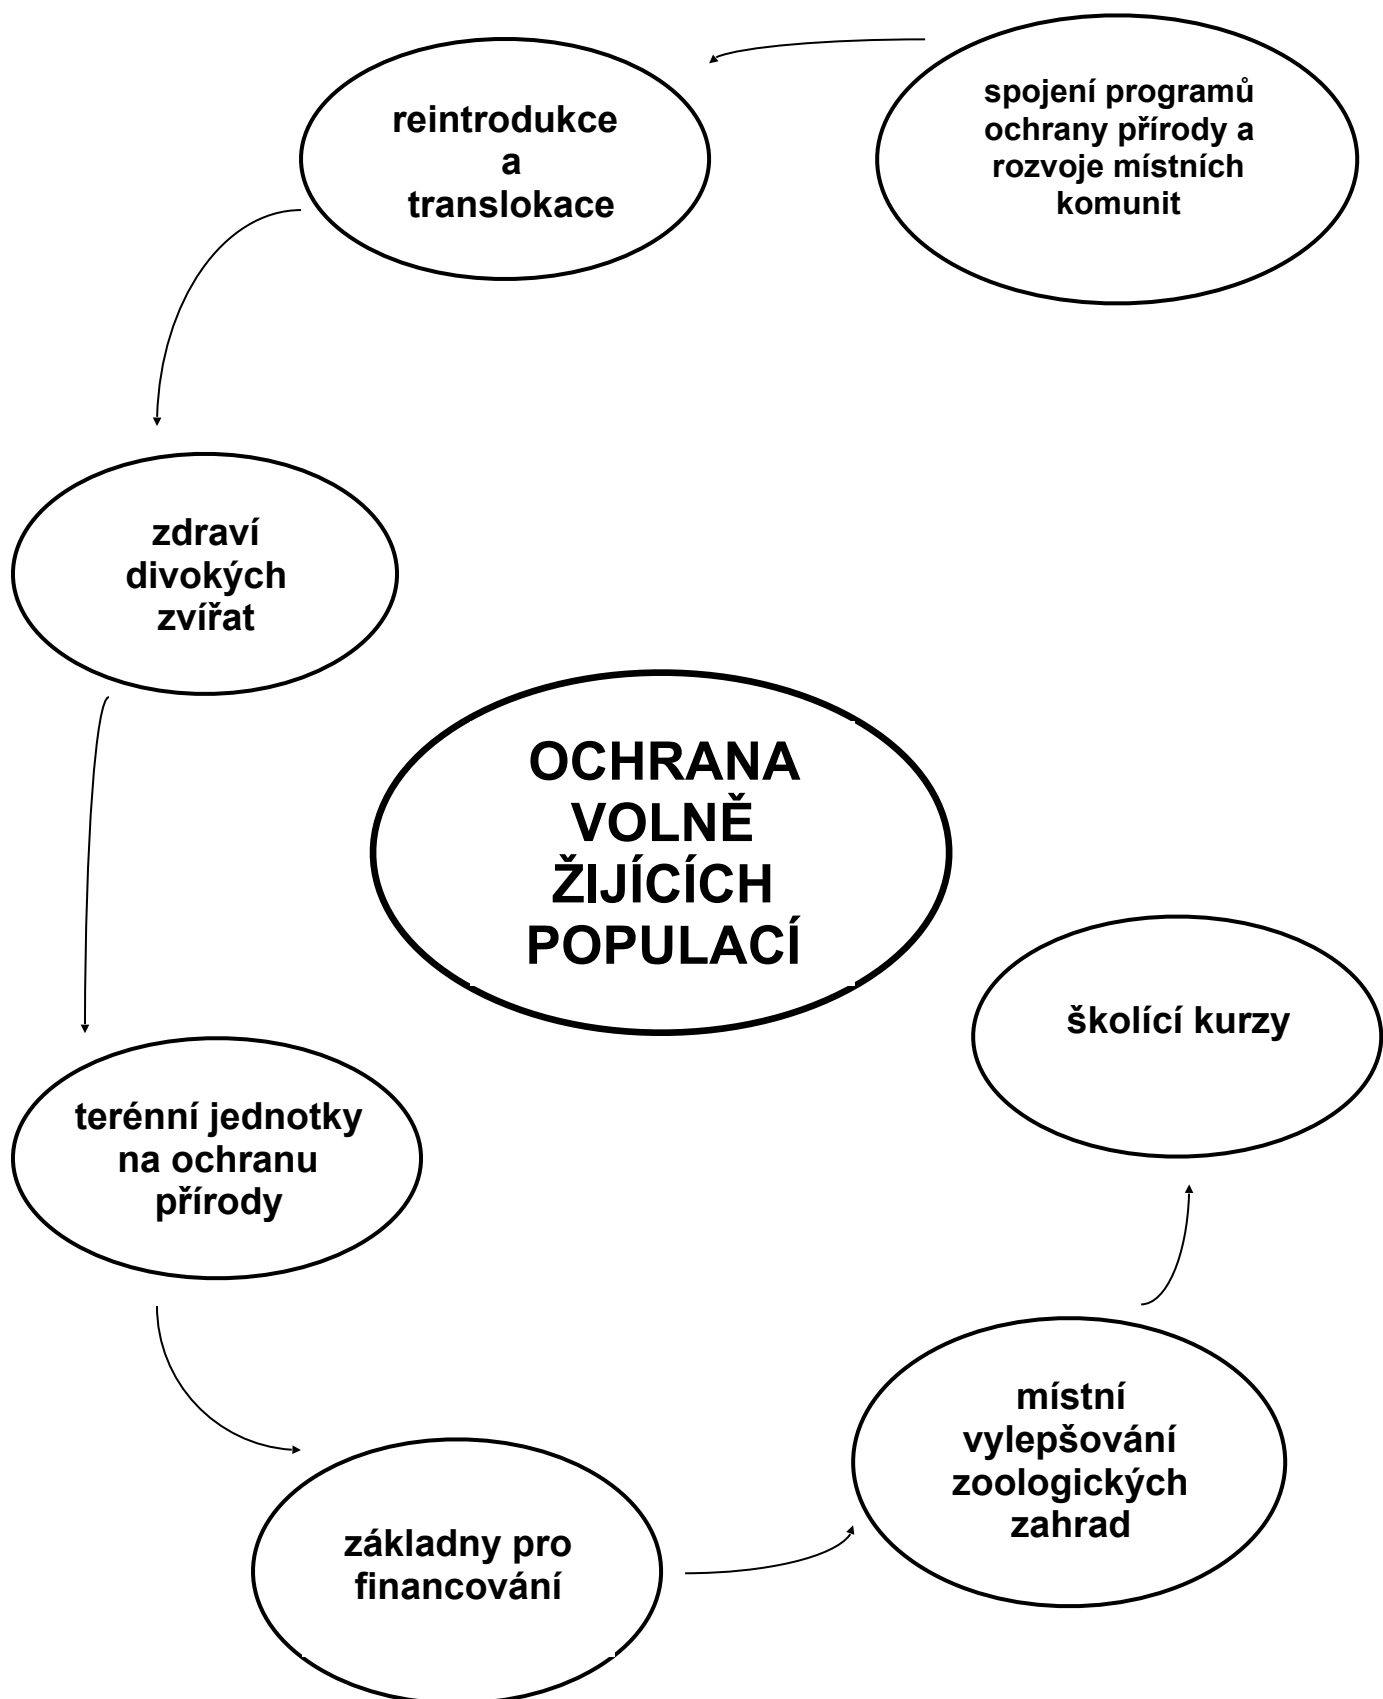 reintrodukce
a
translokace
spojení programů
ochrany přírody a
rozvoje místních
komunit
zdraví
divokých
zvířat
OCHRANA
VOLNĚ
ŽIJÍCÍCH
POPULACÍ
školící kurzy
terénní jednotky
na ochranu
přírody
místní
vylepšování
zoologických
zahrad
základny pro
financování